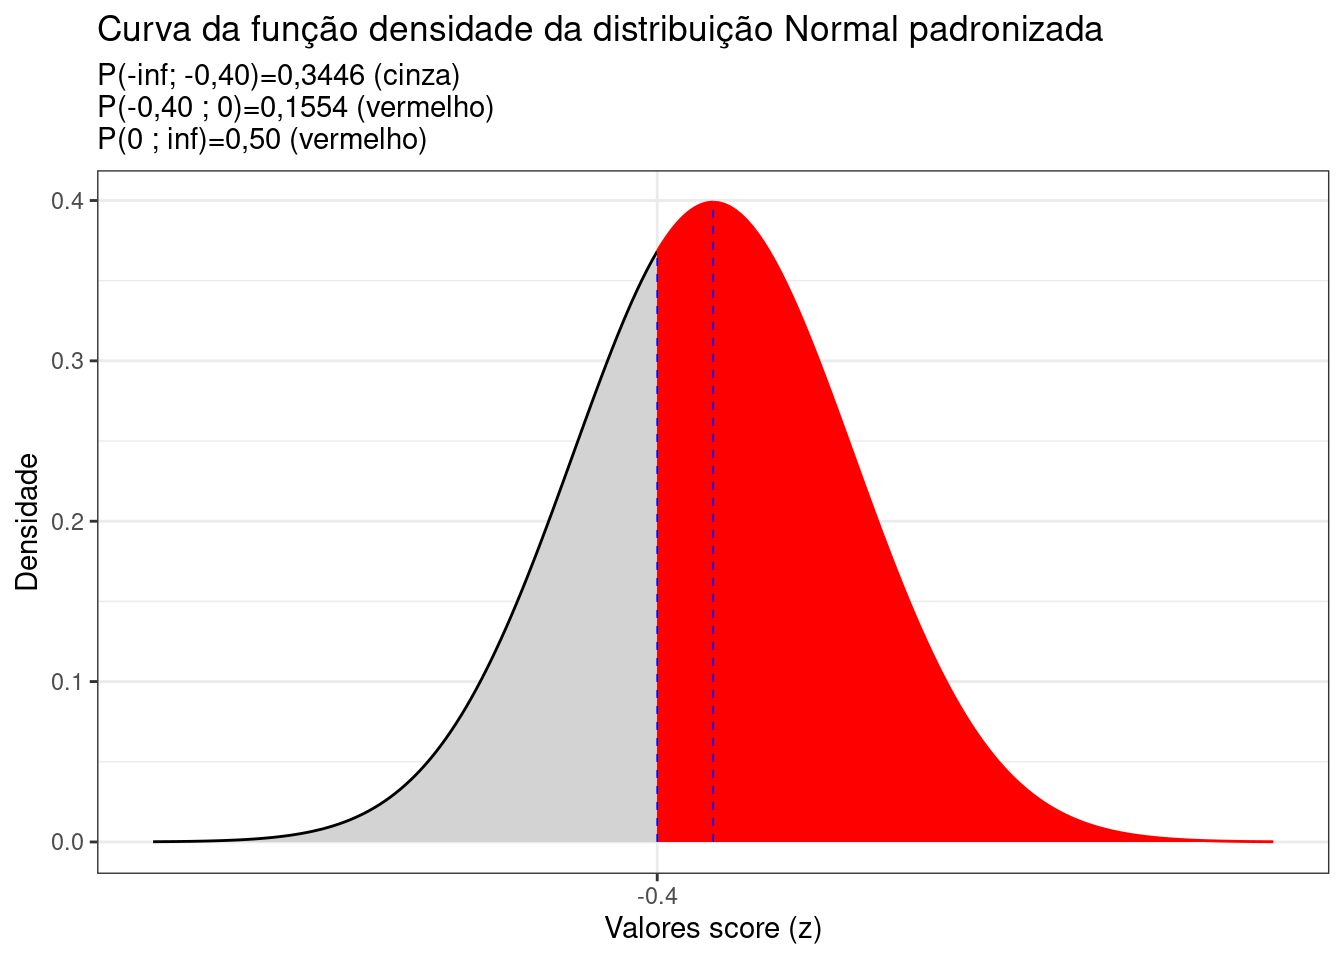 Curva da função densidade da distribuição Normal padronizada
P(-inf; -0,40)=0,3446 (cinza)
P(-0,40 ; 0)=0,1554 (vermelho)
P(0 ; inf)=0,50 (vermelho)
0.4
0.3
0.2
0.1
0.0
Densidade
-0.4
Valores score (z)